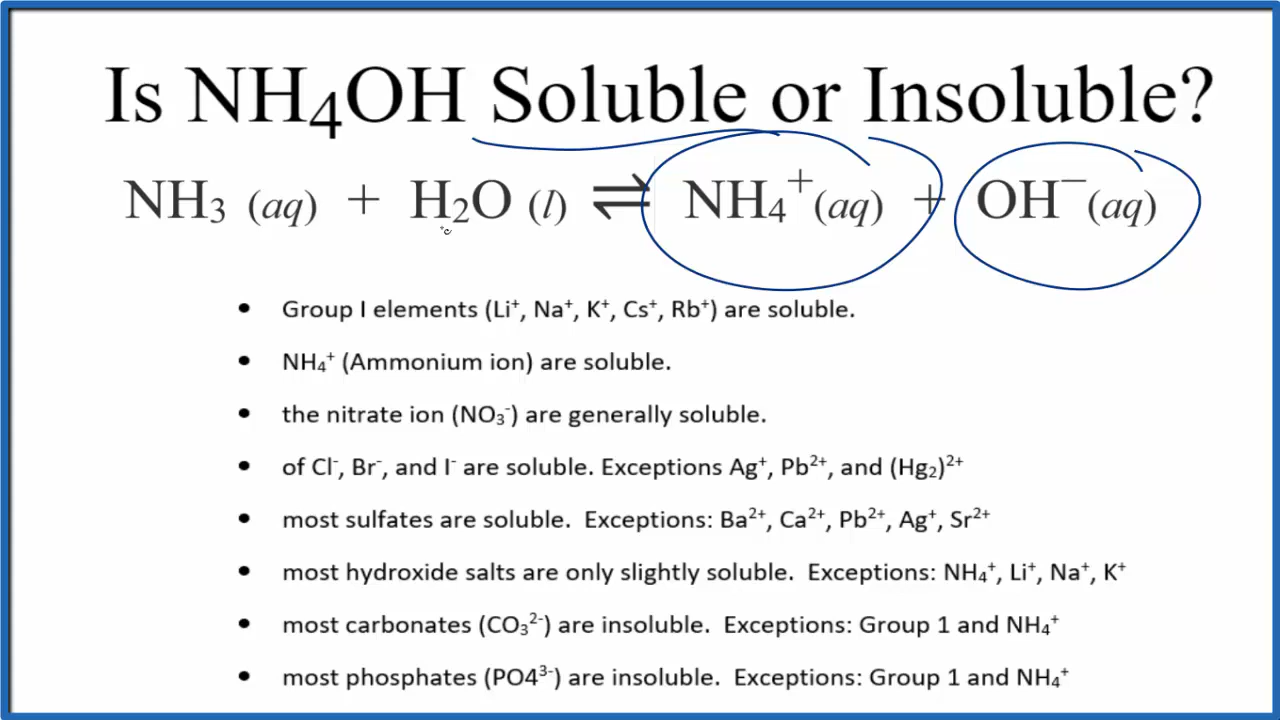 Is NH₄OH Soluble or Insoluble?
NH₃ (aq) + H₂O (l) ⇌ NH₄⁺(aq) + OH⁻(aq)
• Group I elements (Li⁺, Na⁺, K⁺, Cs⁺, Rb⁺) are soluble.
• NH₄⁺ (Ammonium ion) are soluble.
• the nitrate ion (NO₃⁻) are generally soluble.
• of Cl⁻, Br⁻, and I⁻ are soluble. Exceptions Ag⁺, Pb²⁺, and (Hg₂)²⁺
• most sulfates are soluble.  Exceptions: Ba²⁺, Ca²⁺, Pb²⁺, Ag⁺, Sr²⁺
• most hydroxide salts are only slightly soluble.  Exceptions: NH₄⁺, Li⁺, Na⁺, K⁺
• most carbonates (CO₃²⁻) are insoluble.  Exceptions: Group 1 and NH₄⁺
• most phosphates (PO4³⁻) are insoluble.  Exceptions: Group 1 and NH₄⁺